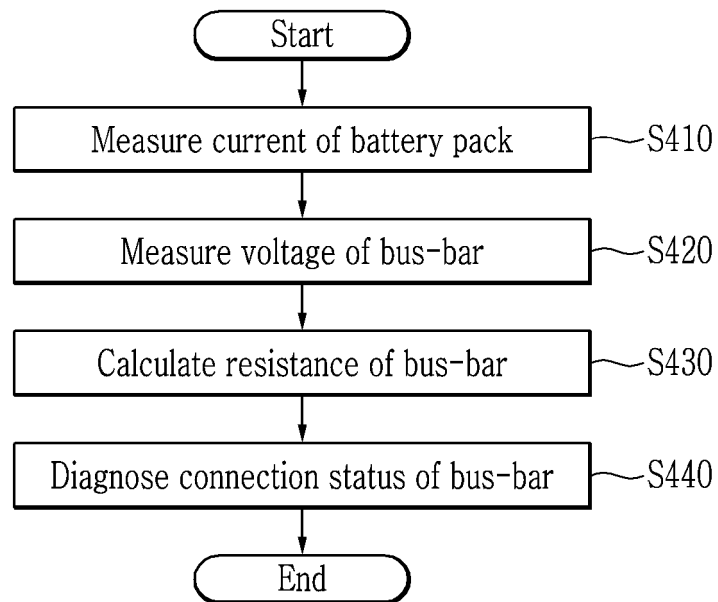 Start
Measure current of battery pack
S410
Measure voltage of bus-bar
S420
Calculate resistance of bus-bar
S430
Diagnose connection status of bus-bar
S440
End